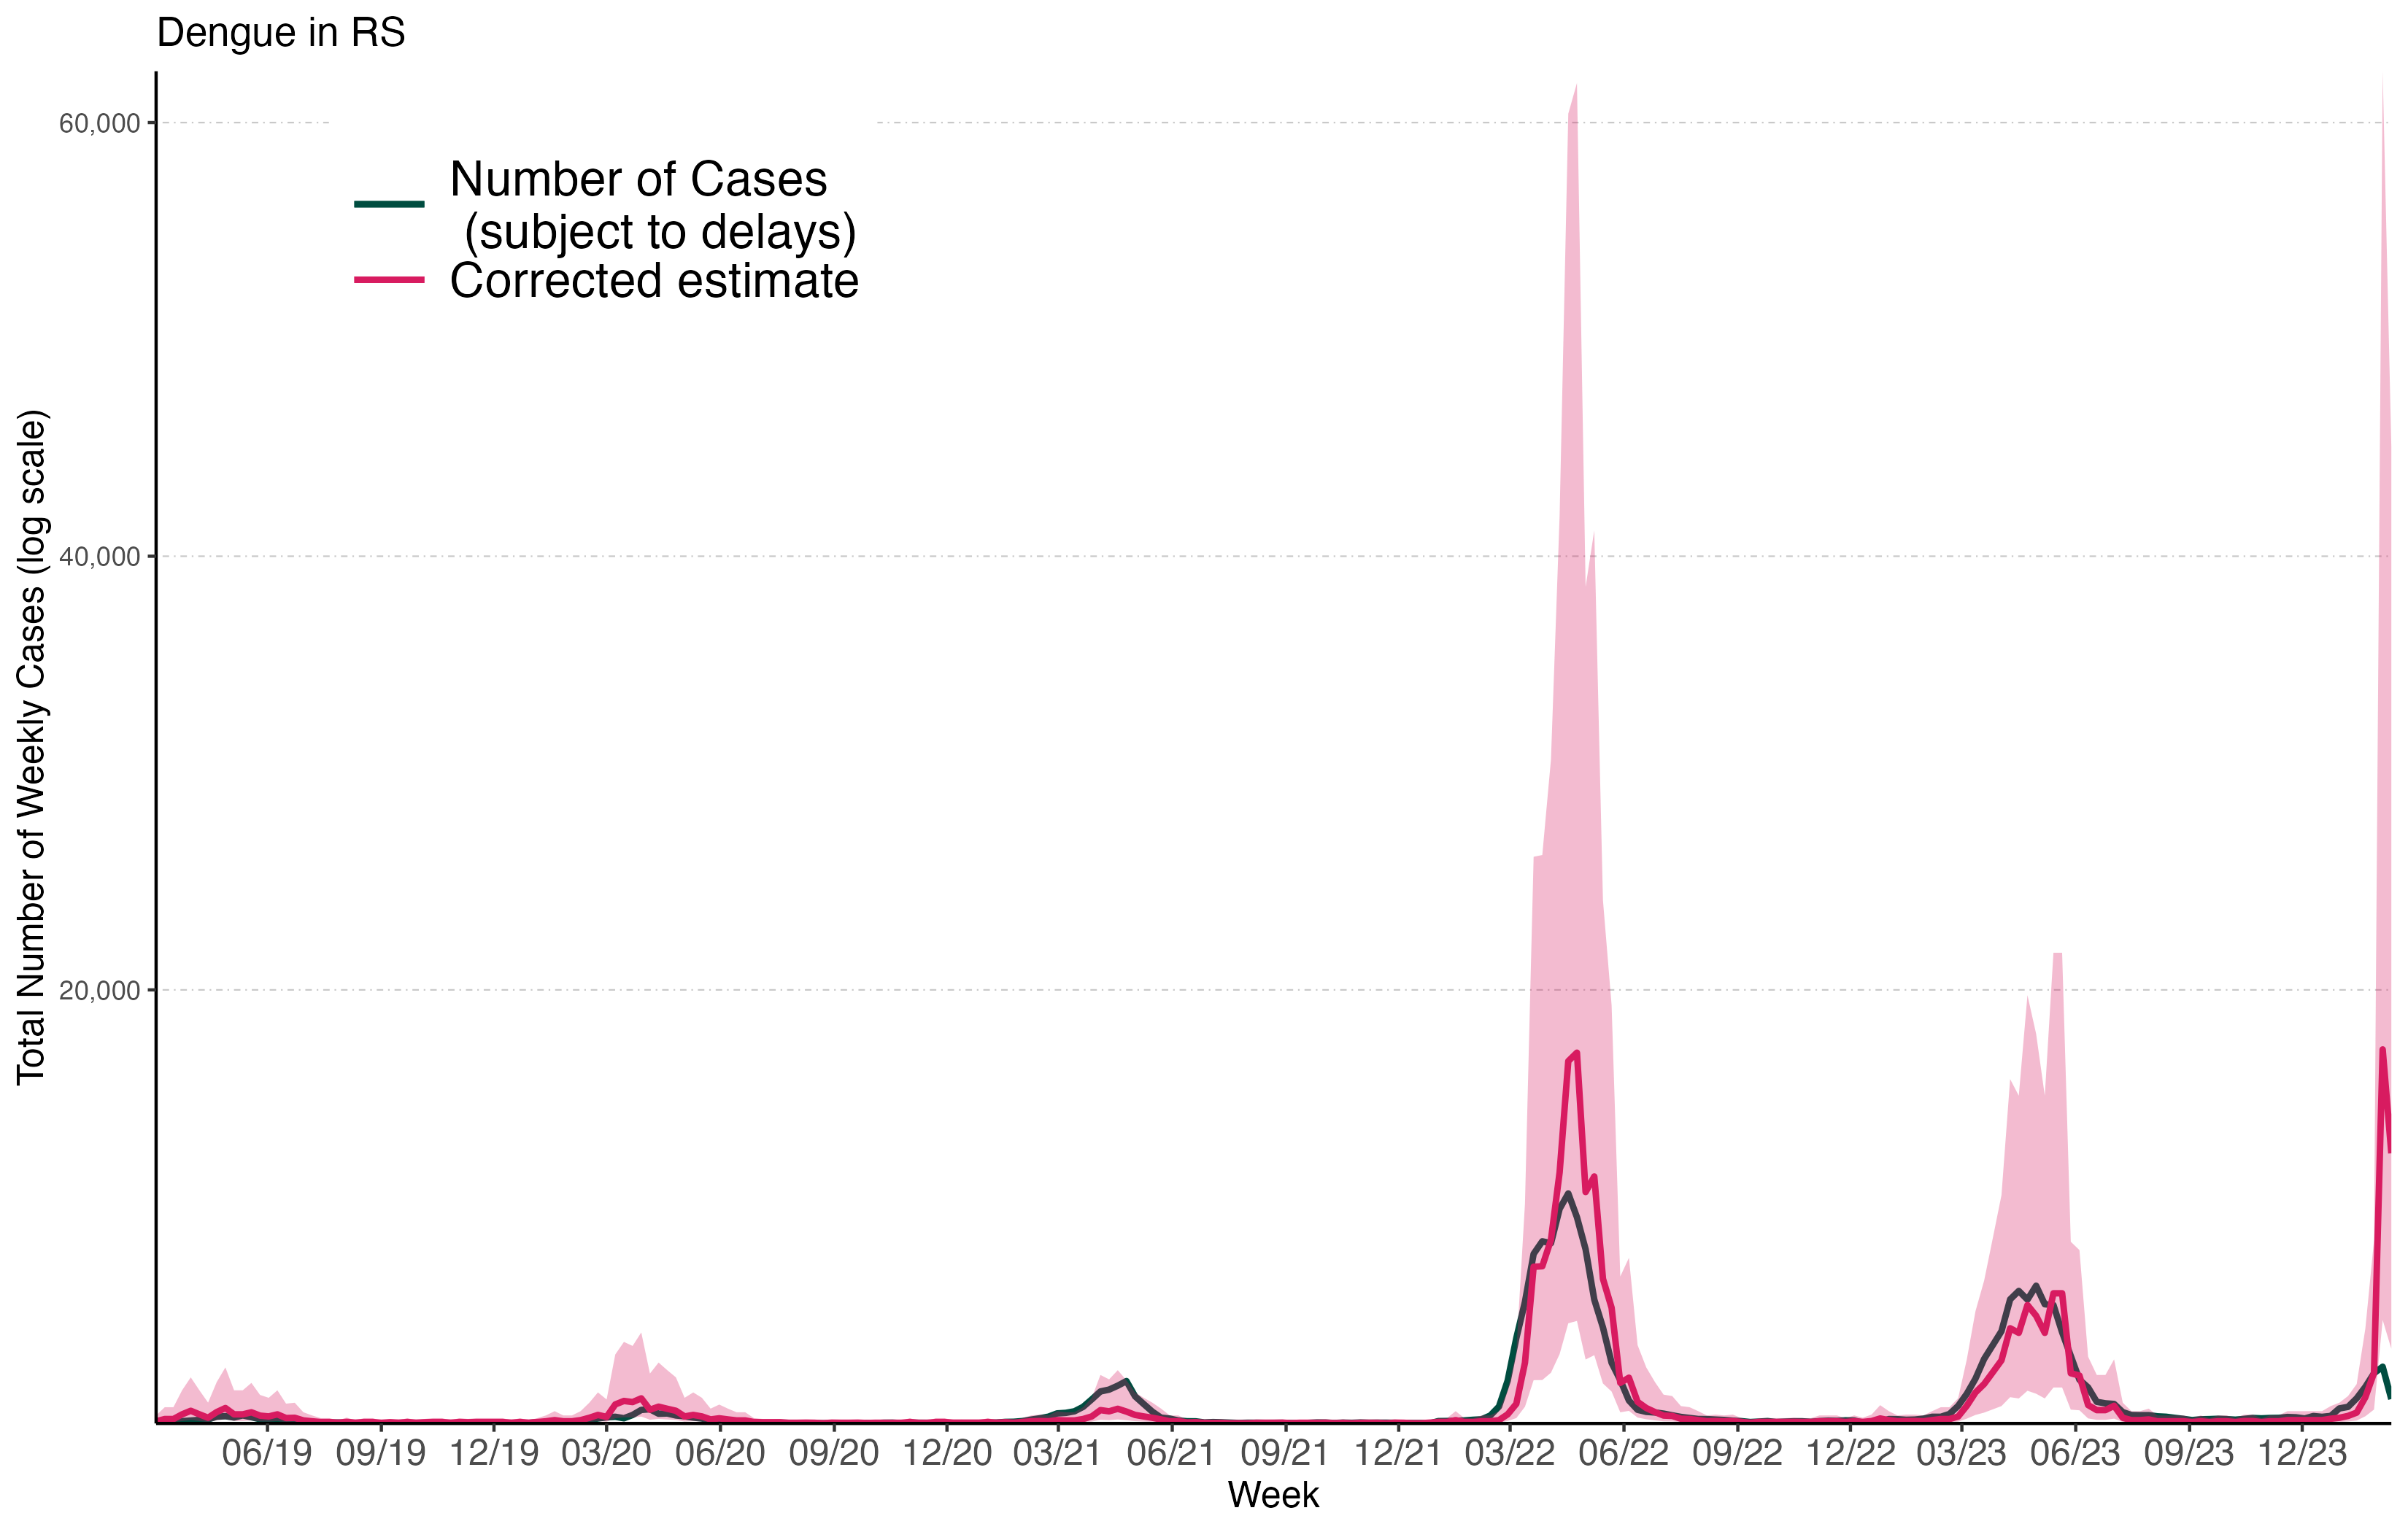 Dengue in RS
60,000
40,000
20,000
Total Number of Weekly Cases (log scale)
Number of Cases
(subject to delays)
Corrected estimate
06/19 09/19 12/19 03/20 06/20 09/20 12/20 03/21 06/21 09/21 12/21 03/22 06/22 09/22 12/22 03/23 06/23 09/23 12/23
Week